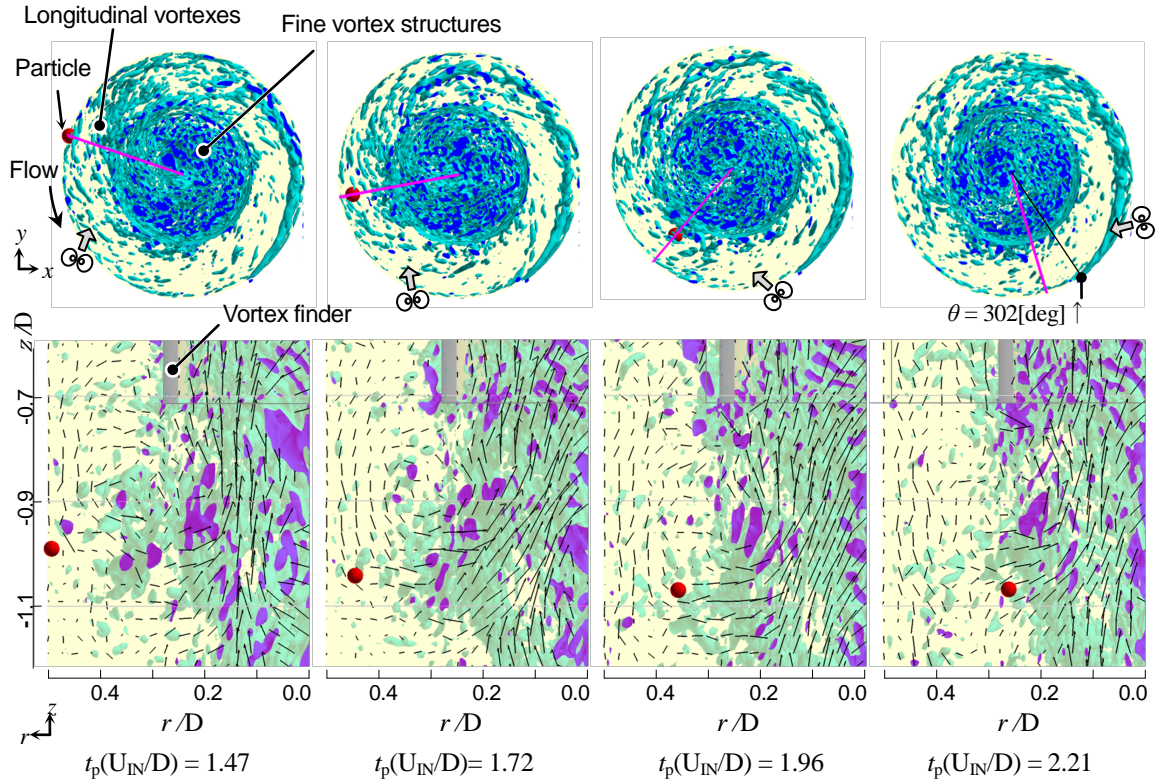 Longitudinal vortexes
Fine vortex structures
Particle
Flow
y
x
θ = 302[deg] ↑
Vortex finder
z/D
-0.7
-0.9
-1.1
0.4 0.2 0.0 0.4 0.2 0.0 0.4 0.2 0.0 0.4 0.2 0.0
z
r
r /D r /D r /D r /D
tp(UIN/D) = 1.47 tp(UIN/D)= 1.72 tp(UIN/D) = 1.96 tp(UIN/D) = 2.21